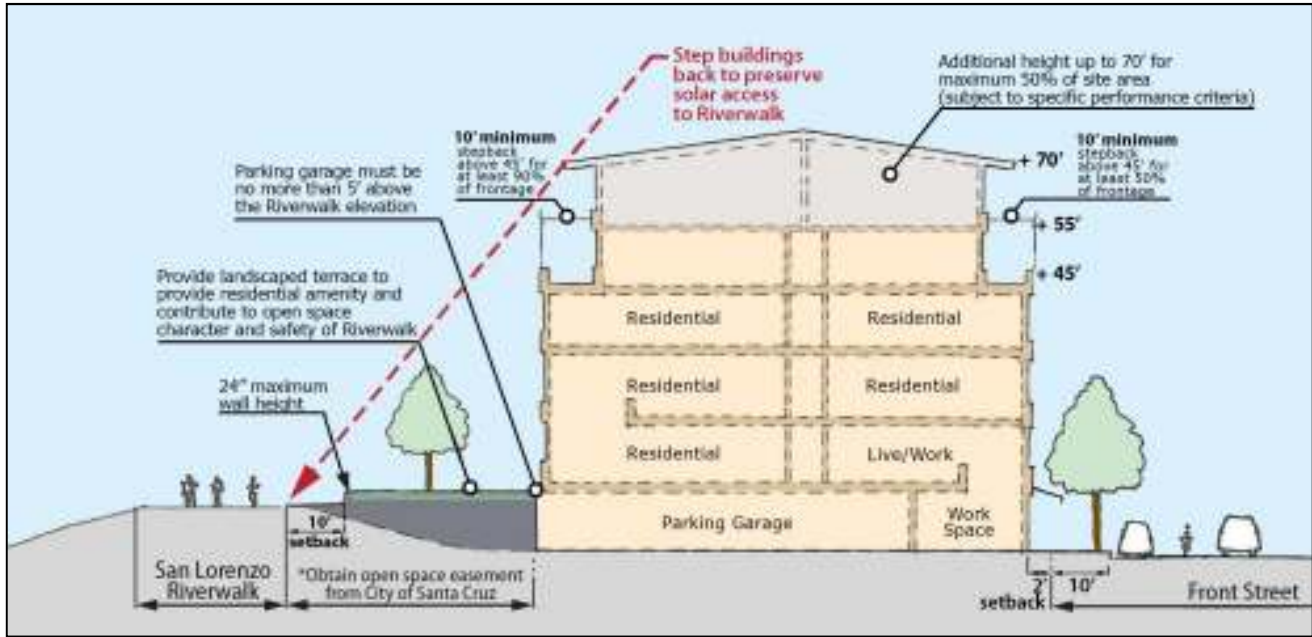 Step buildings
back to preserve
solar access
to Riverwalk
Additional height up to 70' for
maximum 50% of site area
(subject to specific performance criteria)
10' minimum
stepback
above 45' for
at least 90%
of frontage
10' minimum
stepback
above 45' for
at least 50%
of frontage
Parking garage must be
no more than 5' above
the Riverwalk elevation
+ 70'
+ 55'
+ 45'
Provide landscaped terrace to
provide residential amenity and
contribute to open space
character and safety of Riverwalk
24" maximum
wall height
Residential
Residential
Residential
Residential
Residential
Live/Work
Parking Garage
Work
Space
10'
setback
San Lorenzo
Riverwalk
*Obtain open space easement
from City of Santa Cruz
2'
10'
setback
Front Street